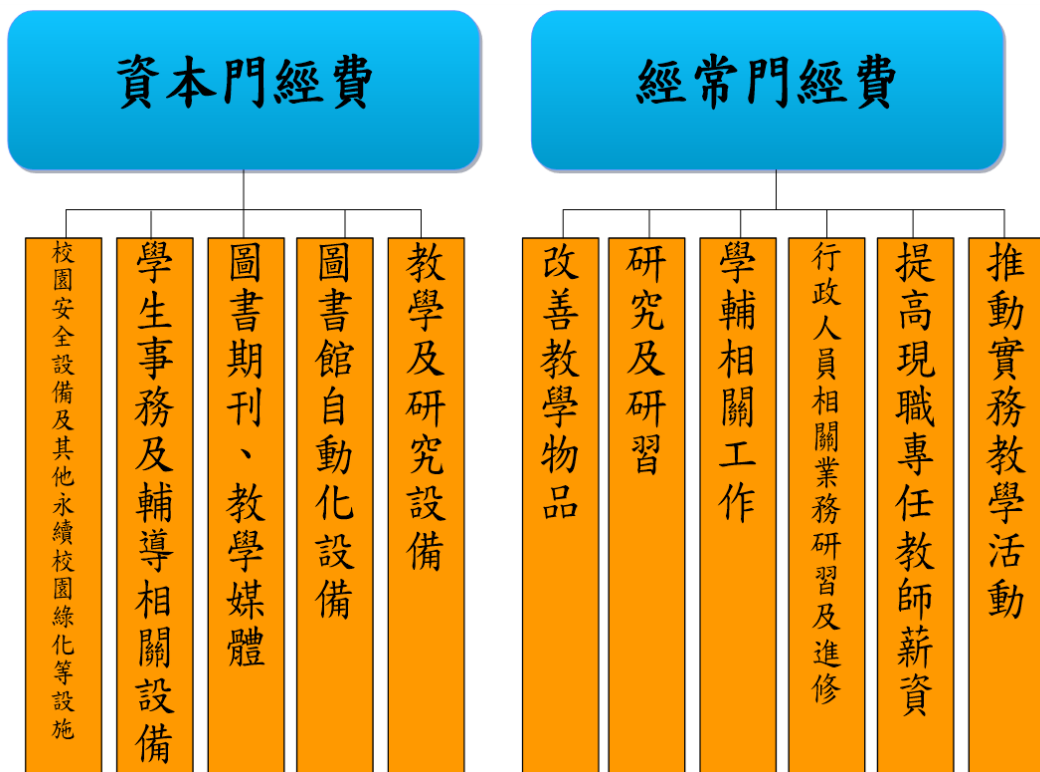 資本門經費
經常門經費
校園安全設備及其他永續校園綠化等設施
學生事務及輔導相關設備
圖書期刊、教學媒體
圖書館自動化設備
教學及研究設備
改善教學物品
研究及研習
學輔相關工作
行政人員相關業務研習及進修
提高現職專任教師薪資
推動實務教學活動